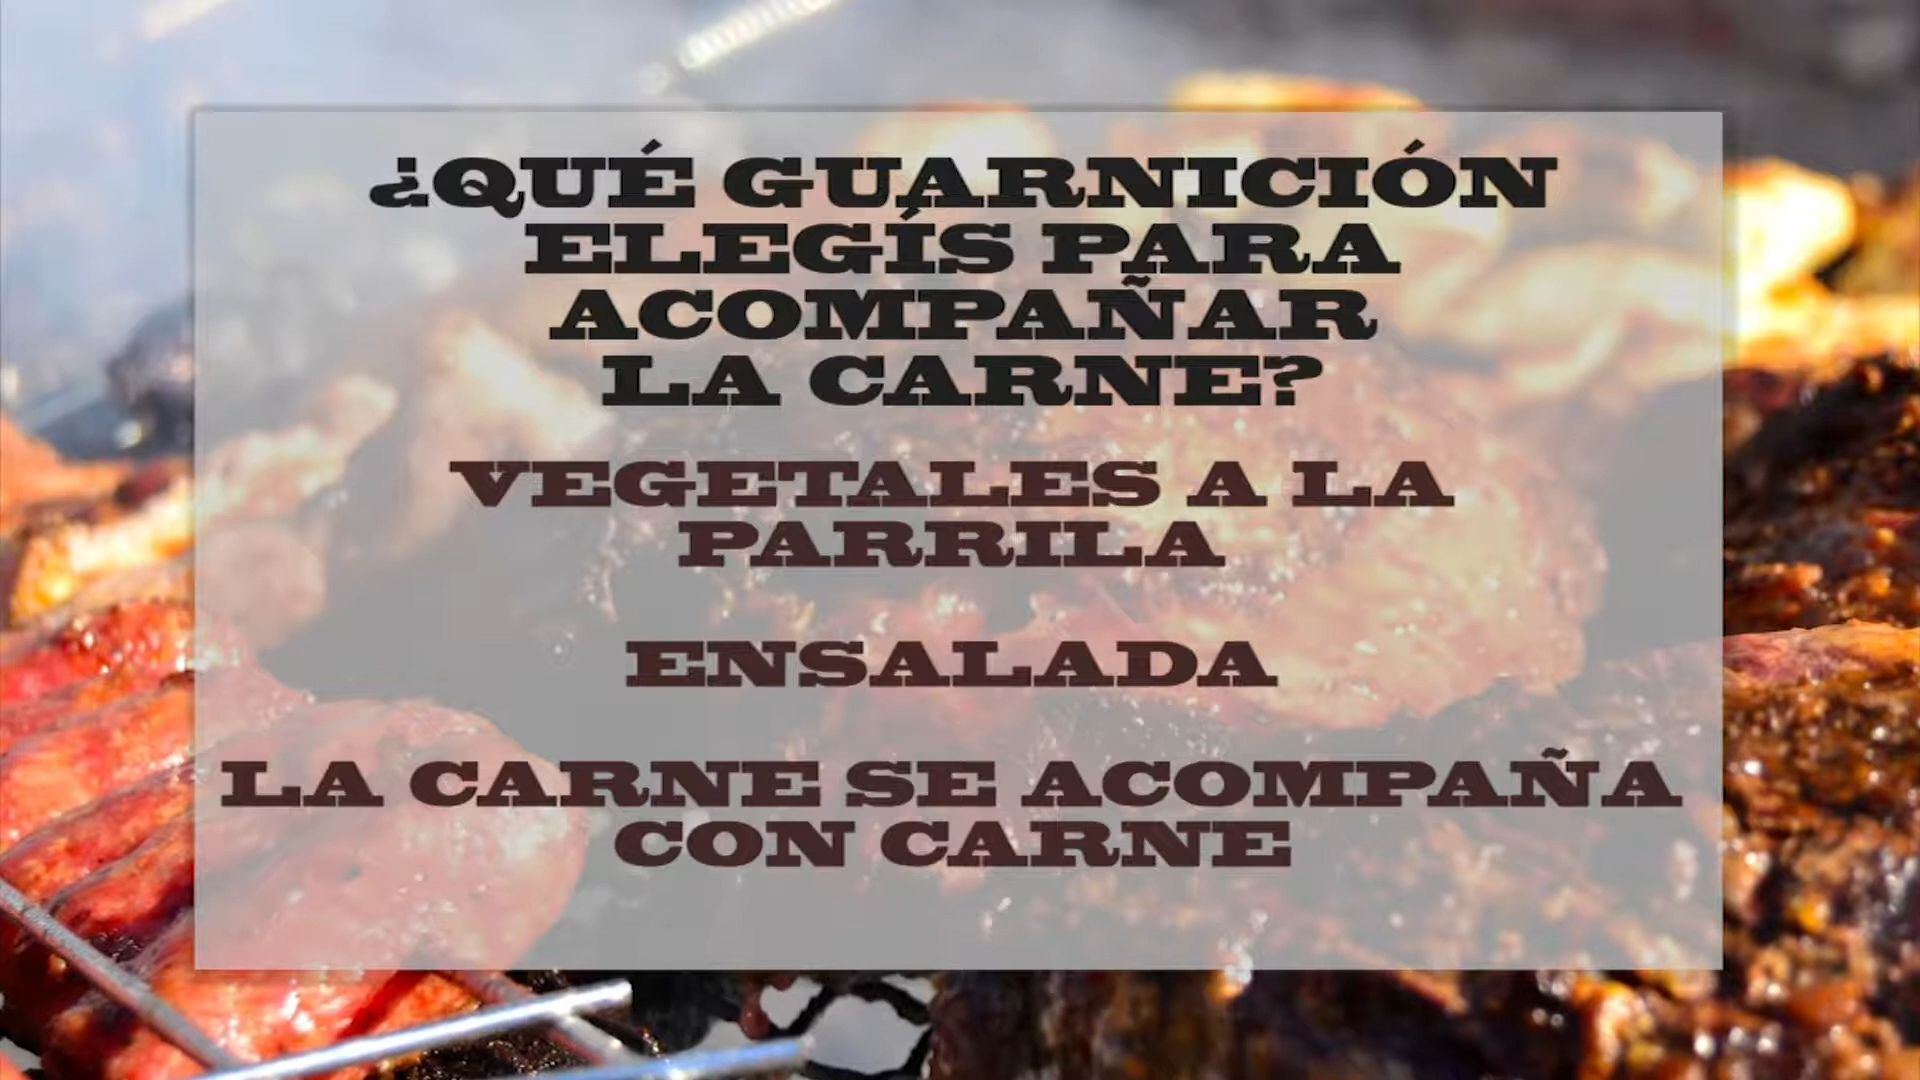 ¿QUÉ GUARNICIÓN
ELEGÍS PARA
ACOMPAÑAR
LA CARNE?
VEGETALES A LA
PARRILA
ENSALADA
LA CARNE SE ACOMPAÑA
CON CARNE